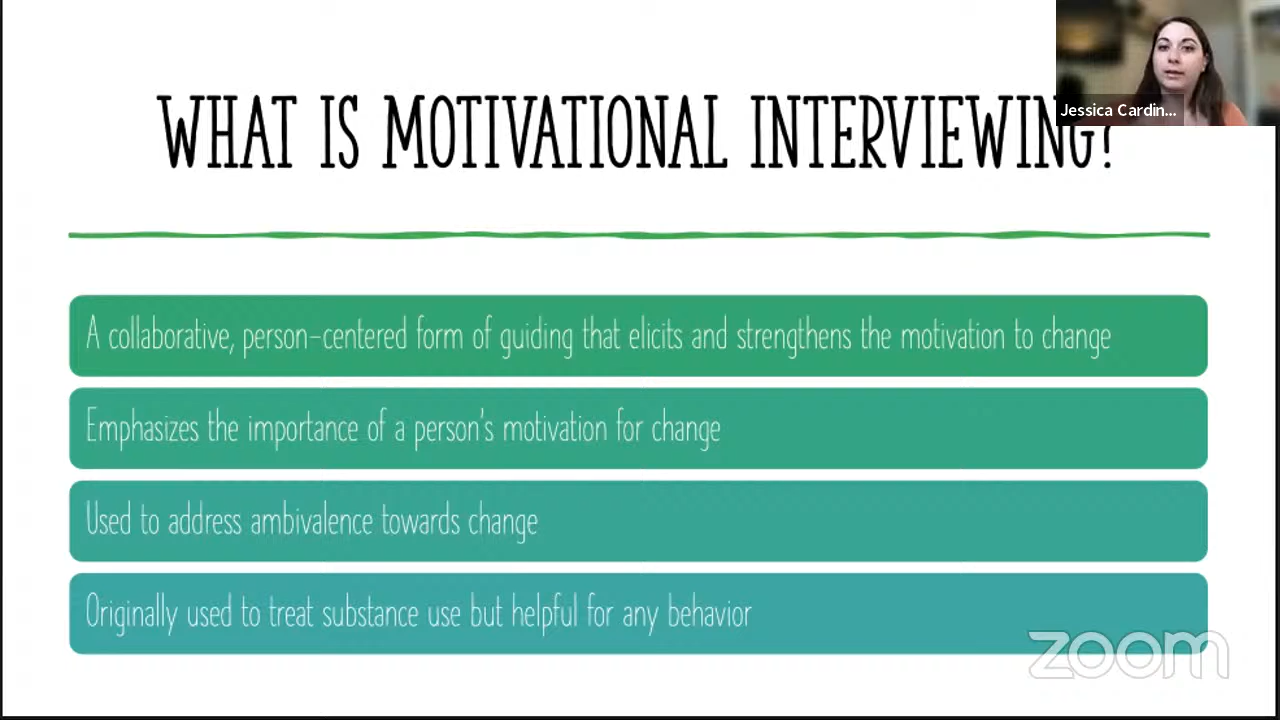 WHAT IS MOTIVATIONAL INTERVIEWING?
Jessica Cardin...
A collaborative, person-centered form of guiding that elicits and strengthens the motivation to change
Emphasizes the importance of a person's motivation for change
Used to address ambivalence towards change
Originally used to treat substance use but helpful for any behavior
zoom